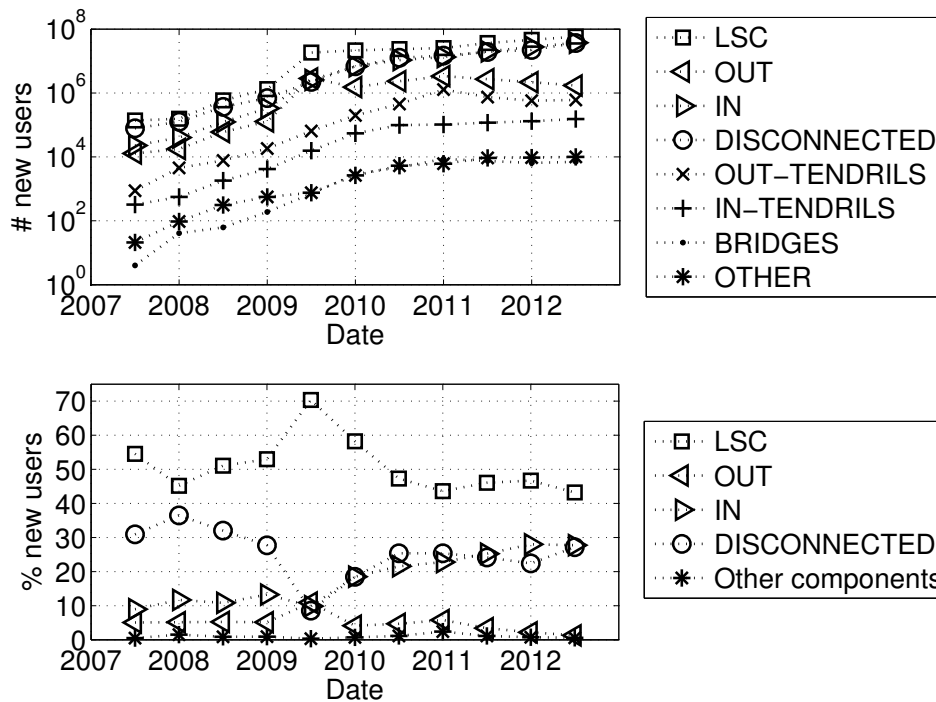 # new users
10^8
10^6
10^4
10^2
10^0
2007 2008 2009 2010 2011 2012
Date
LSC
OUT
IN
DISCONNECTED
OUT−TENDRILS
IN−TENDRILS
BRIDGES
OTHER
% new users
70
60
50
40
30
20
10
0
2007 2008 2009 2010 2011 2012
Date
LSC
OUT
IN
DISCONNECTED
Other components